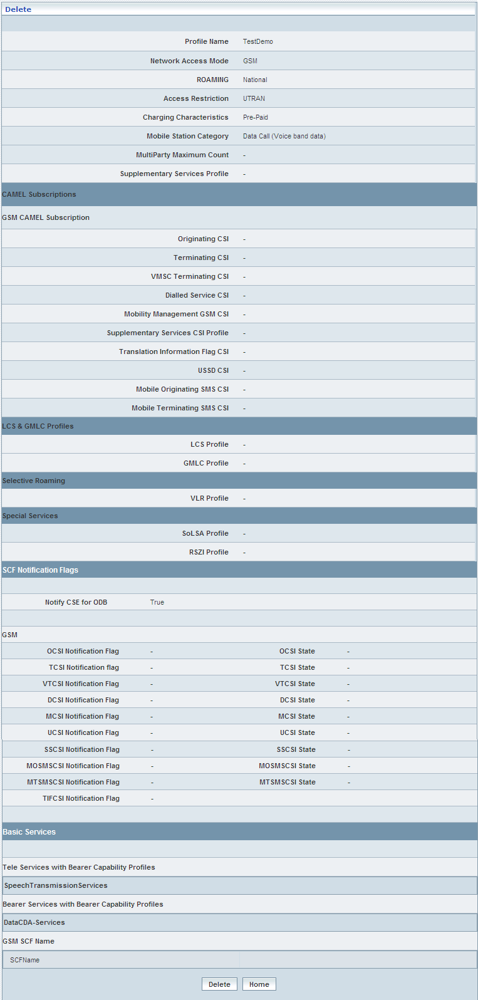 Delete
Profile Name TestDemo
Network Access Mode GSM
ROAMING National
Access Restriction UTRAN
Charging Characteristics Pre-Paid
Mobile Station Category Data Call (Voice band data)
MultiParty Maximum Count -
Supplementary Services Profile -
CAMEL Subscriptions
GSM CAMEL Subscription
Originating CSI -
Terminating CSI -
VMSC Terminating CSI -
Dialled Service CSI -
Mobility Management GSM CSI -
Supplementary Services CSI Profile -
Translation Information Flag CSI -
USSD CSI -
Mobile Originating SMS CSI -
Mobile Terminating SMS CSI -
LCS & GMLC Profiles
LCS Profile -
GMLC Profile -
Selective Roaming
VLR Profile -
Special Services
SoLSA Profile -
RSZI Profile -
SCF Notification Flags
Notify CSE for ODB True
GSM
OCSI Notification Flag - OCSI State -
TCSI Notification flag - TCSI State -
VTCSI Notification Flag - VTCSI State -
DCSI Notification Flag - DCSI State -
MCSI Notification Flag - MCSI State -
UCSI Notification Flag - UCSI State -
SSCSI Notification Flag - SSCSI State -
MOSMSCSI Notification Flag - MOSMSCSI State -
MTSMSCSI Notification Flag - MTSMSCSI State -
TIFCSI Notification Flag -
Basic Services
Tele Services with Bearer Capability Profiles
SpeechTransmissionServices
Bearer Services with Bearer Capability Profiles
DataCDA-Services
GSM SCF Name
SCFName
Delete Home